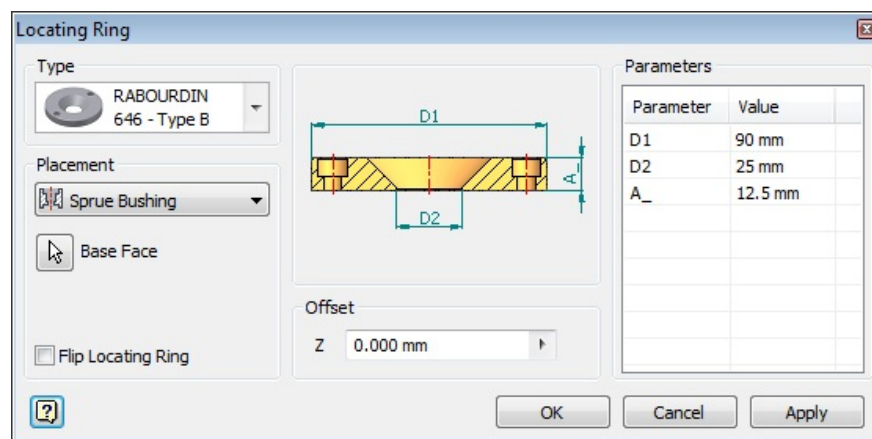 Locating Ring
Type
RABOURDIN
646 - Type B
Placement
Sprue Bushing
Base Face
Flip Locating Ring
D1
A_
D2
Offset
Z 0.000 mm
Parameters
Parameter Value
D1 90 mm
D2 25 mm
A_ 12.5 mm
?
OK Cancel Apply